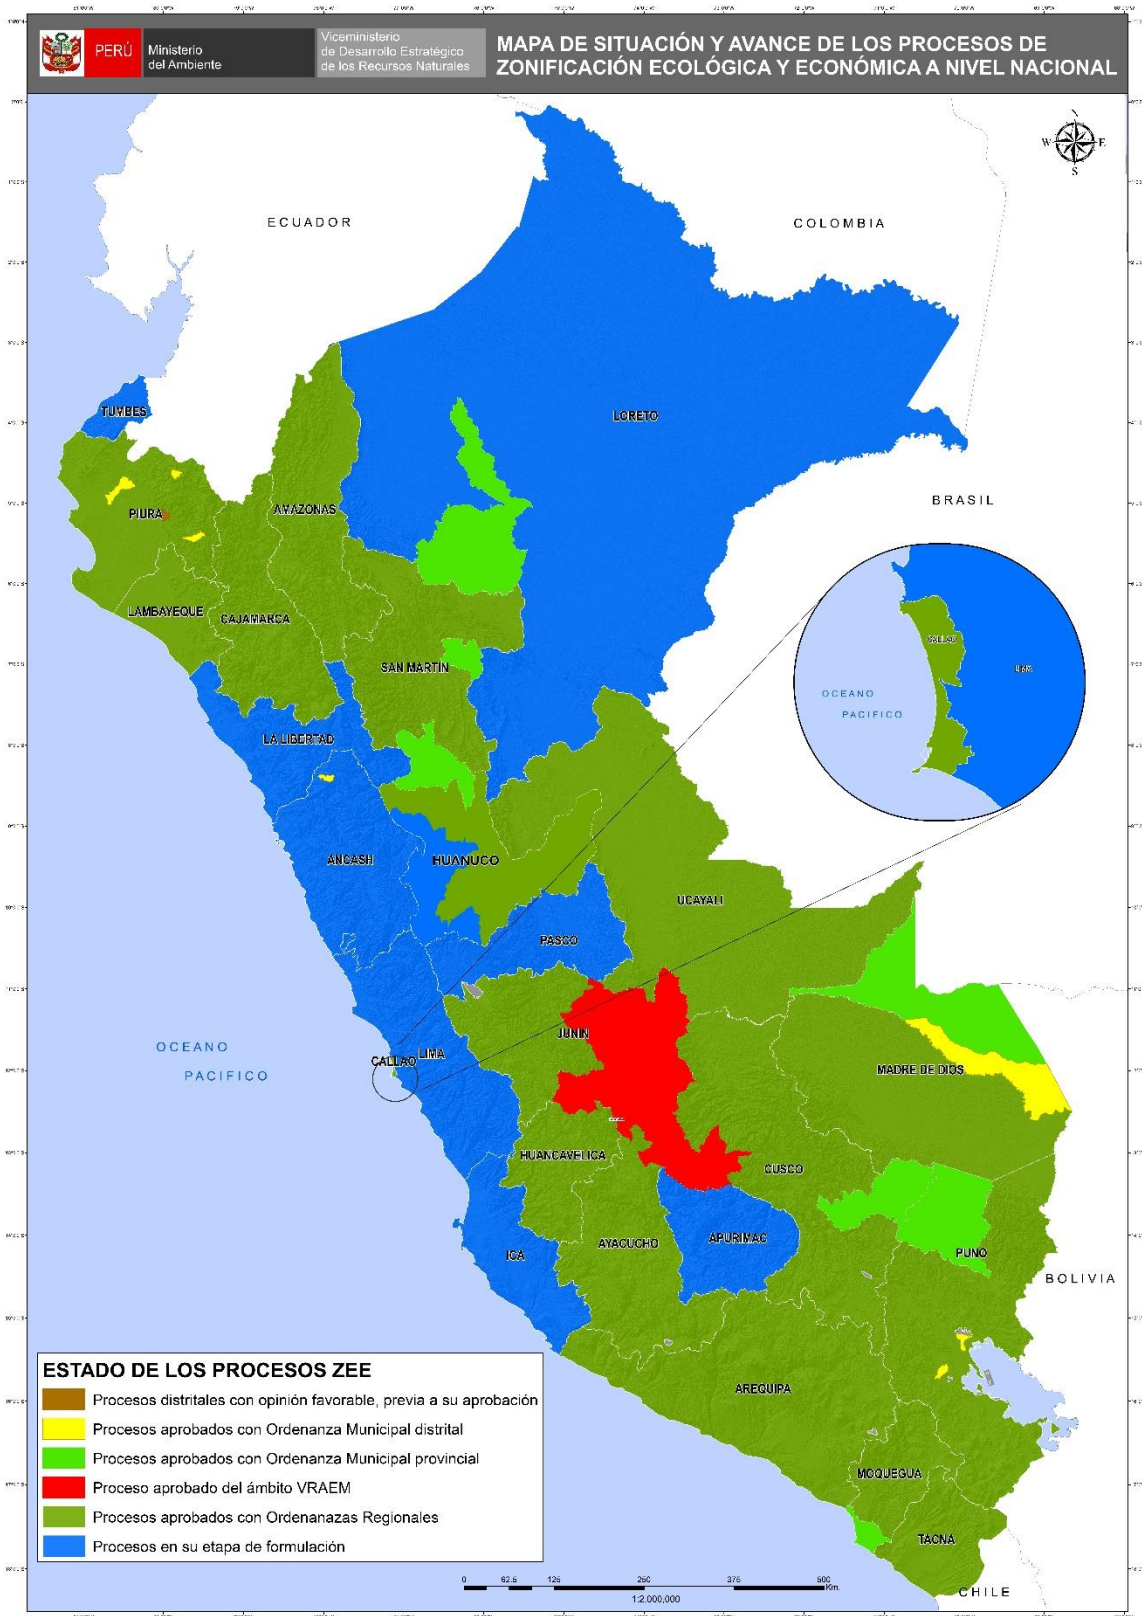 PERÚ
Ministerio
del Ambiente
Viceministerio
de Desarrollo Estratégico
de los Recursos Naturales
MAPA DE SITUACIÓN Y AVANCE DE LOS PROCESOS DE
ZONIFICACIÓN ECOLÓGICA Y ECONÓMICA A NIVEL NACIONAL
N
W E
S
ECUADOR
COLOMBIA
TUMBES
LORETO
BRASIL
PIURA
AMAZONAS
LAMBAYEQUE
CAJAMARCA
SAN MARTIN
CALLAO
LIMA
OCEANO
PACIFICO
LA LIBERTAD
ANCASH
HUANUCO
UCAYALI
PASCO
JUNIN
OCEANO
PACIFICO
CALLAO
LIMA
MADRE DE DIOS
HUANCAVELICA
CUSCO
AYACUCHO
APURIMAC
ICA
PUNO
BOLIVIA
AREQUIPA
MOQUEGUA
TACNA
CHILE
ESTADO DE LOS PROCESOS ZEE
Procesos distritales con opinión favorable, previa a su aprobación
Procesos aprobados con Ordenanza Municipal distrital
Procesos aprobados con Ordenanza Municipal provincial
Proceso aprobado del ámbito VRAEM
Procesos aprobados con Ordenanazas Regionales
Procesos en su etapa de formulación
0 62.5 125 250 375 500
Km.
1:2.000,000